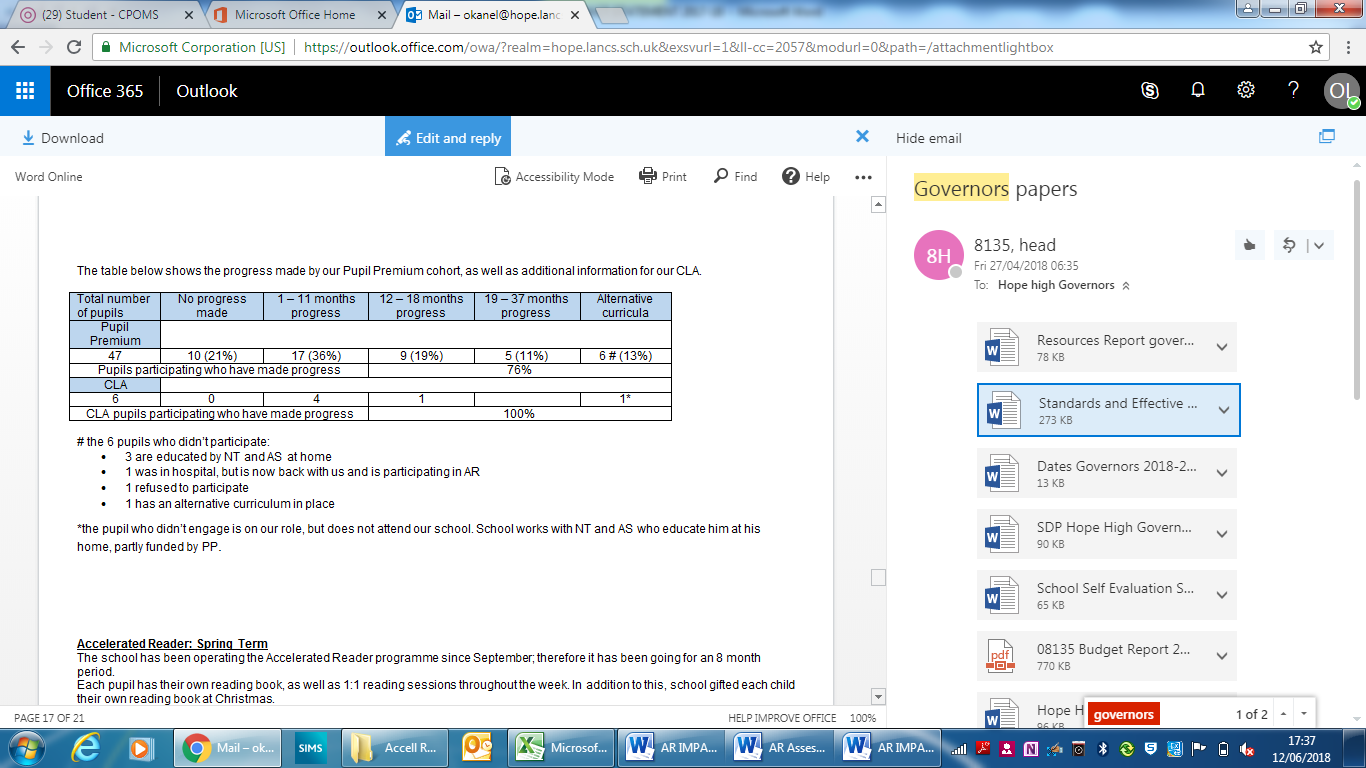 (29) Student - CPOMS
Microsoft Office Home
Mail – okanel@hope.lanc
Microsoft Corporation [US] https://outlook.office.com/owa/?realm=hope.lancs.sch.uk&exsvurl=1&ll-cc=2057&modurl=0&path=/attachmentlightbox
Office 365 Outlook
OL
Download
Edit and reply
Hide email
Word Online
Accessibility Mode
Print
Find
Help
The table below shows the progress made by our Pupil Premium cohort, as well as additional information for our CLA.
Total number of pupils No progress made 1 – 11 months progress 12 – 18 months progress 19 – 37 months progress Alternative curricula
Pupil Premium
47 10 (21%) 17 (36%) 9 (19%) 5 (11%) 6 # (13%)
Pupils participating who have made progress 76%
CLA
6 0 4 1 1*
CLA pupils participating who have made progress 100%
# the 6 pupils who didn't participate:
• 3 are educated by NT and AS at home
• 1 was in hospital, but is now back with us and is participating in AR
• 1 refused to participate
• 1 has an alternative curriculum in place
*the pupil who didn't engage is on our role, but does not attend our school. School works with NT and AS who educate him at his
home, partly funded by PP.
Accelerated Reader: Spring Term
The school has been operating the Accelerated Reader programme since September; therefore it has been going for an 8 month
period.
Each pupil has their own reading book, as well as 1:1 reading sessions throughout the week. In addition to this, school gifted each child
their own reading book at Christmas.
PAGE 17 OF 21
HELP IMPROVE OFFICE 100%
Governors papers
8H
8135, head
Fri 27/04/2018 06:35
To: Hope high Governors
Resources Report gover...
78 KB
Standards and Effective ...
273 KB
Dates Governors 2018-2...
13 KB
SDP Hope High Govern...
90 KB
School Self Evaluation S...
65 KB
pdf
08135 Budget Report 2...
770 KB
Hope H
96 KB
governors 1 of 2
Mail – ok...
SIMS
Accell R...
Microsof...
AR IMPA...
AR Asses...
AR IMPA...
17:37
12/06/2018